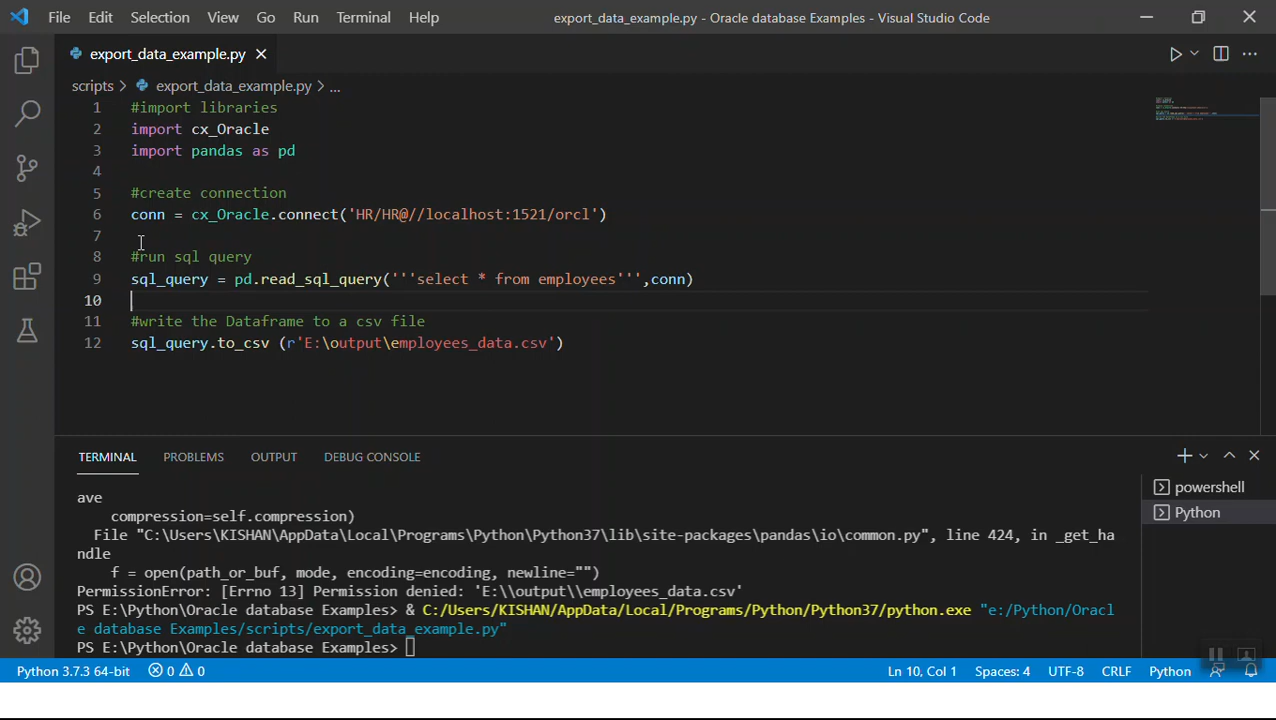 File Edit Selection View Go Run Terminal Help export_data_example.py - Oracle database Examples - Visual Studio Code
export_data_example.py
scripts > export_data_example.py > ...
1 #import libraries
2 import cx_Oracle
3 import pandas as pd
4
5 #create connection
6 conn = cx_Oracle.connect('HR/HR@//localhost:1521/orcl')
7
8 #run sql query
9 sql_query = pd.read_sql_query('''select * from employees''',conn)
10
11 #write the Dataframe to a csv file
12 sql_query.to_csv (r'E:\output\employees_data.csv')
TERMINAL PROBLEMS OUTPUT DEBUG CONSOLE
ave
compression=self.compression)
File "C:\Users\KISHAN\AppData\Local\Programs\Python\Python37\lib\site-packages\pandas\io\common.py", line 424, in _get_ha
ndle
f = open(path_or_buf, mode, encoding=encoding, newline="")
PermissionError: [Errno 13] Permission denied: 'E:\\output\\employees_data.csv'
PS E:\Python\Oracle database Examples> & C:/Users/KISHAN/AppData/Local/Programs/Python/Python37/python.exe "e:/Python/Oracl
e database Examples/scripts/export_data_example.py"
PS E:\Python\Oracle database Examples>
powershell
Python
Python 3.7.3 64-bit 0 0 Ln 10, Col 1 Spaces: 4 UTF-8 CRLF Python